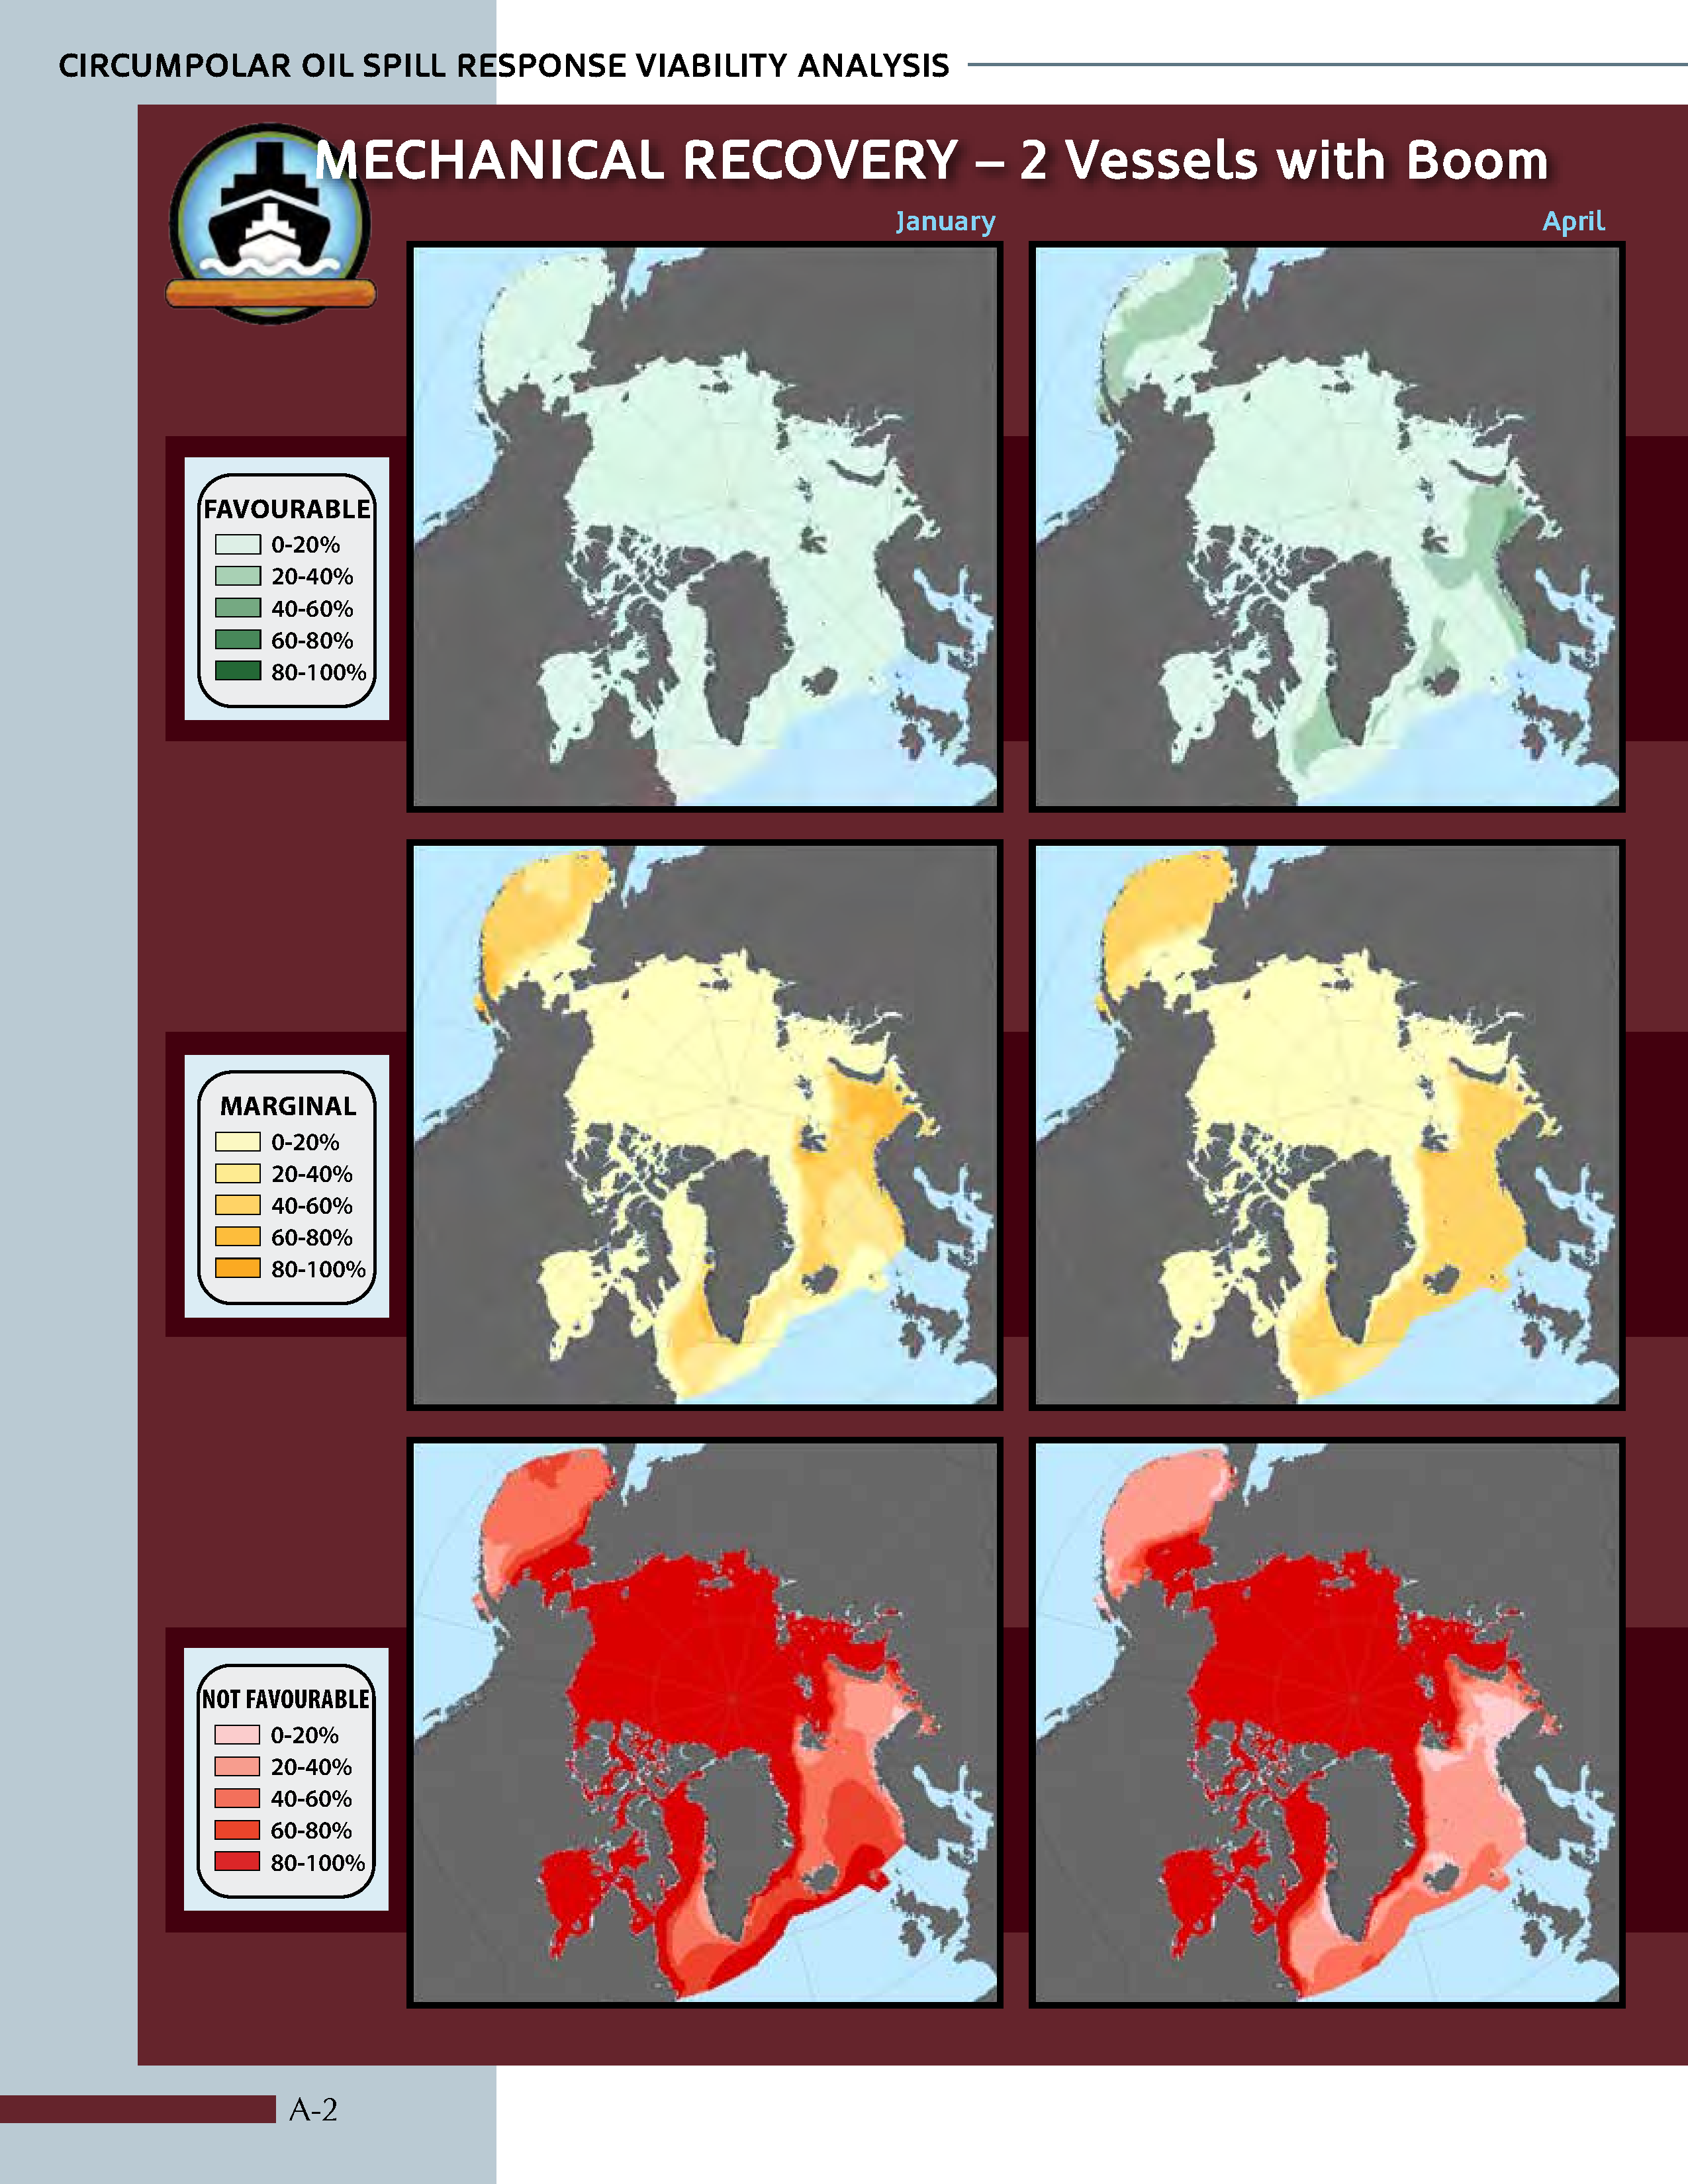 CIRCUMPOLAR OIL SPILL RESPONSE VIABILITY ANALYSIS
MECHANICAL RECOVERY – 2 Vessels with Boom
January
April
FAVOURABLE
0-20%
20-40%
40-60%
60-80%
80-100%
MARGINAL
0-20%
20-40%
40-60%
60-80%
80-100%
NOT FAVOURABLE
0-20%
20-40%
40-60%
60-80%
80-100%
A-2